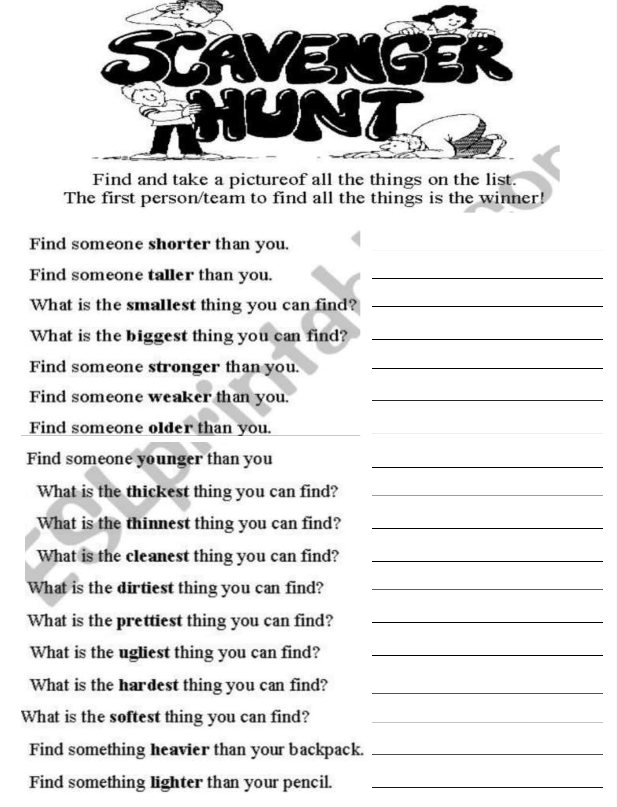 SCAVENGER
HUNT
Find and take a pictureof all the things on the list.
The first person/team to find all the things is the winner!
Find someone shorter than you.
Find someone taller than you.
What is the smallest thing you can find?
What is the biggest thing you can find?
Find someone stronger than you.
Find someone weaker than you.
Find someone older than you.
Find someone younger than you
What is the thickest thing you can find?
What is the thinnest thing you can find?
What is the cleanest thing you can find?
What is the dirtiest thing you can find?
What is the prettiest thing you can find?
What is the ugliest thing you can find?
What is the hardest thing you can find?
What is the softest thing you can find?
Find something heavier than your backpack.
Find something lighter than your pencil.